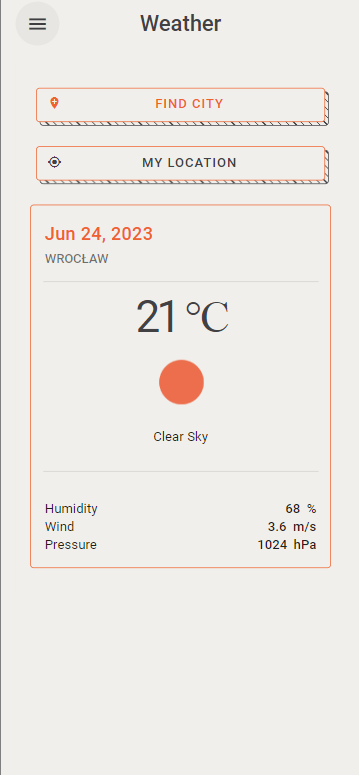 Weather
FIND CITY
MY LOCATION
Jun 24, 2023
WROCŁAW
21 ℃
Clear Sky
Humidity 68 %
Wind 3.6 m/s
Pressure 1024 hPa